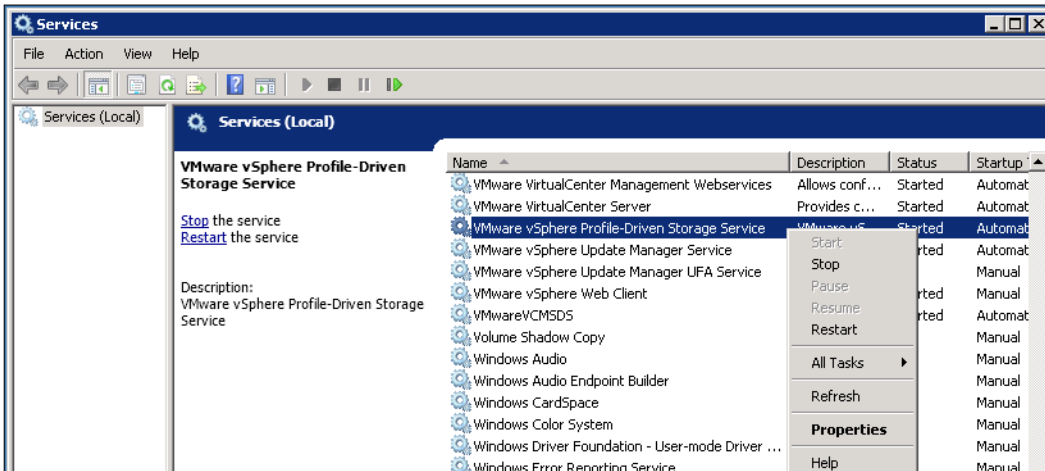 Services
File Action View Help
Services (Local)
Services (Local)
VMware vSphere Profile-Driven
Storage Service
Stop the service
Restart the service
Description:
VMware vSphere Profile-Driven Storage
Service
Name Description Status Startup
VMware VirtualCenter Management Webservices Allows conf... Started Automat
VMware VirtualCenter Server Provides c... Started Automat
VMware vSphere Profile-Driven Storage Service VMware vS... Started Automat
VMware vSphere Update Manager Service rted Automat
VMware vSphere Update Manager UFA Service Manual
VMware vSphere Web Client rted Manual
VMwareVCMSDS rted Automat
Volume Shadow Copy Manual
Windows Audio Manual
Windows Audio Endpoint Builder Manual
Windows CardSpace Manual
Windows Color System Manual
Windows Driver Foundation - User-mode Driver ... Manual
Windows Error Reporting Service Manual
Start
Stop
Pause
Resume
Restart
All Tasks
Refresh
Properties
Help